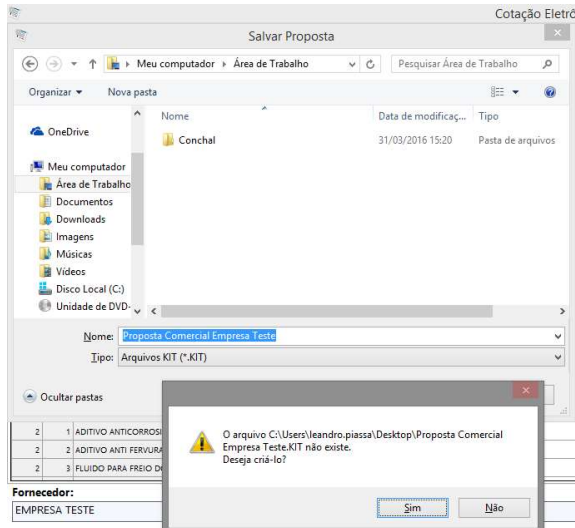 Cotação Eletrô
Salvar Proposta
Meu computador Área de Trabalho
Pesquisar Área de Trabalho
Organizar Nova pasta
Nome Data de modificaç... Tipo
OneDrive
Conchal 31/03/2016 15:20 Pasta de arquivos
Meu computador
Área de Trabalho
Documentos
Downloads
Imagens
Músicas
Vídeos
Disco Local (C:)
Unidade de DVD-
Nome: Proposta Comercial Empresa Teste
Tipo: Arquivos KIT (*.KIT)
Ocultar pastas
2 1 ADITIVO ANTICORROSI
2 2 ADITIVO ANTI FERVURA
2 3 FLUIDO PARA FREIO DO
O arquivo C:\Users\leandro.piassa\Desktop\Proposta Comercial
Empresa Teste.KIT não existe.
Deseja criá-lo?
Fornecedor:
EMPRESA TESTE
Sim Não